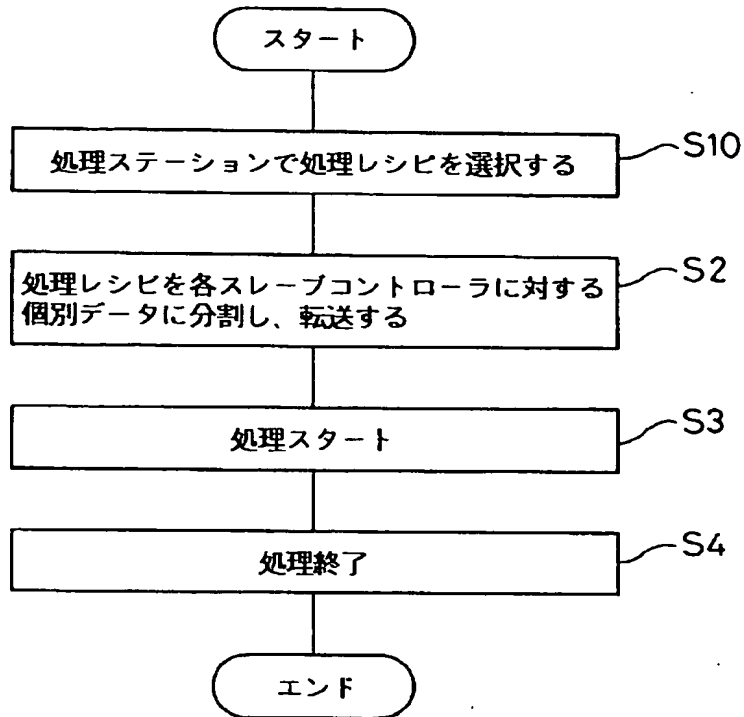 スタート
処理ステーションで処理レシピを選択する
S10
処理レシピを各スレーブコントローラに対する
個別データに分割し、転送する
S2
処理スタート
S3
処理終了
S4
エンド